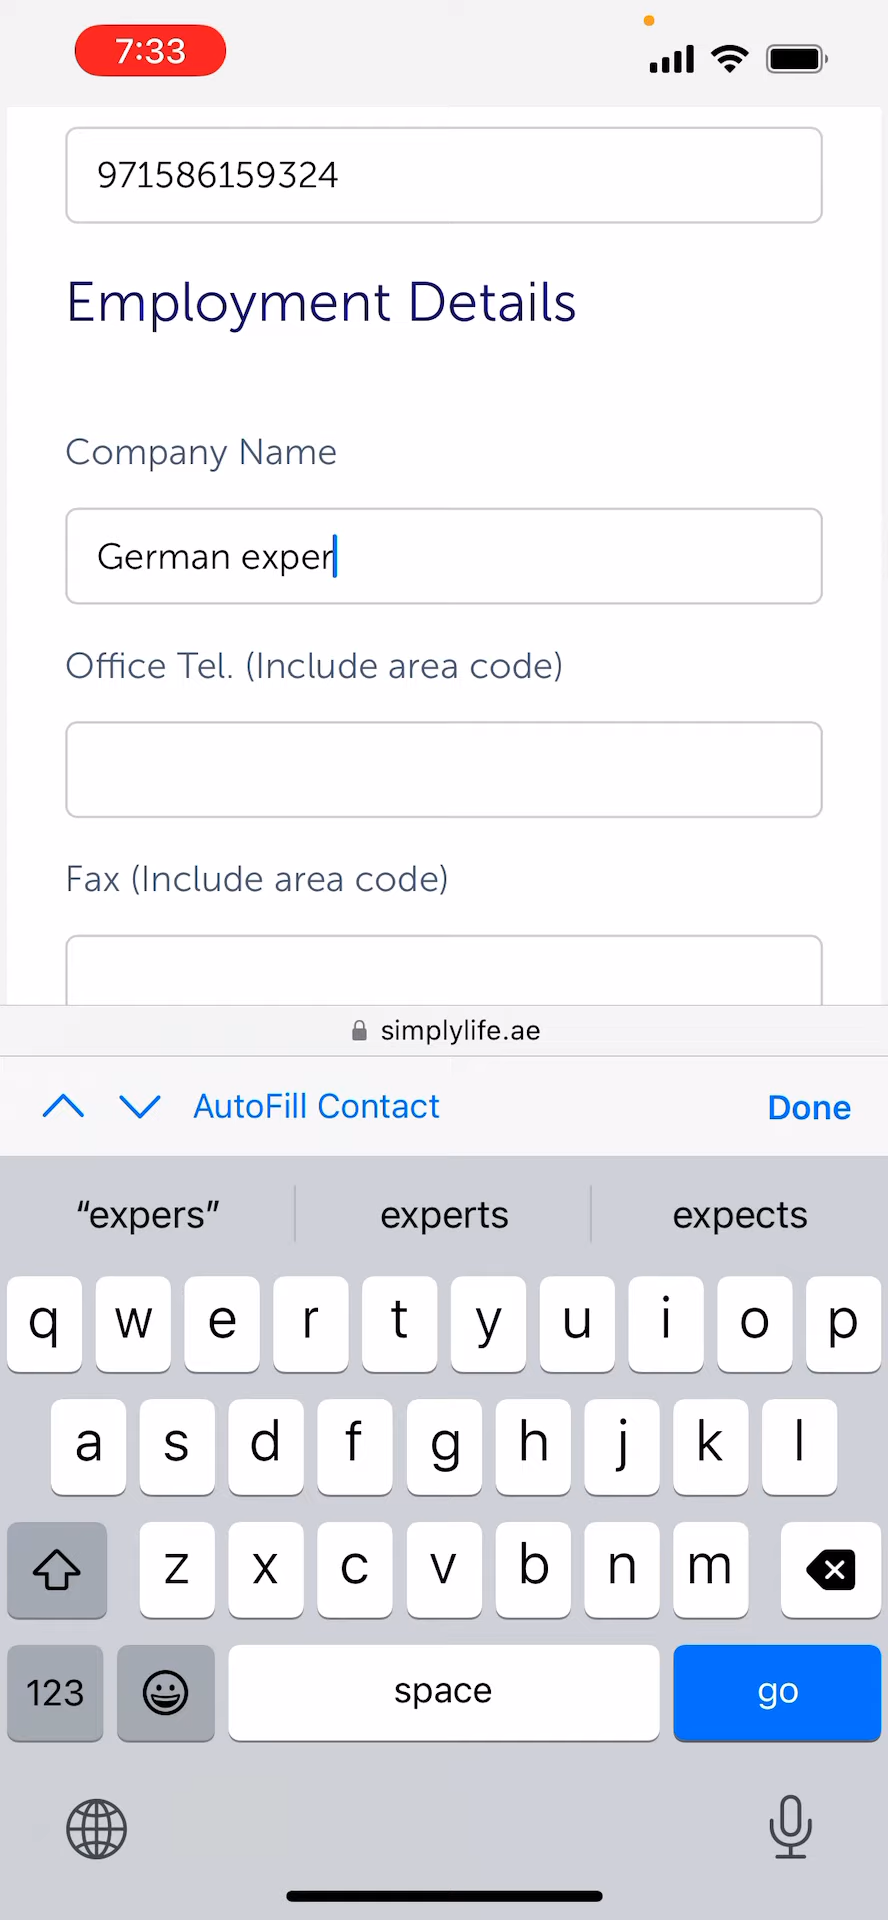 7:33
971586159324
Employment Details
Company Name
German exper
Office Tel. (Include area code)
Fax (Include area code)
simplylife.ae
AutoFill Contact Done
“expers” experts expects
q w e r t y u i o p
a s d f g h j k l
z x c v b n m
123 space go